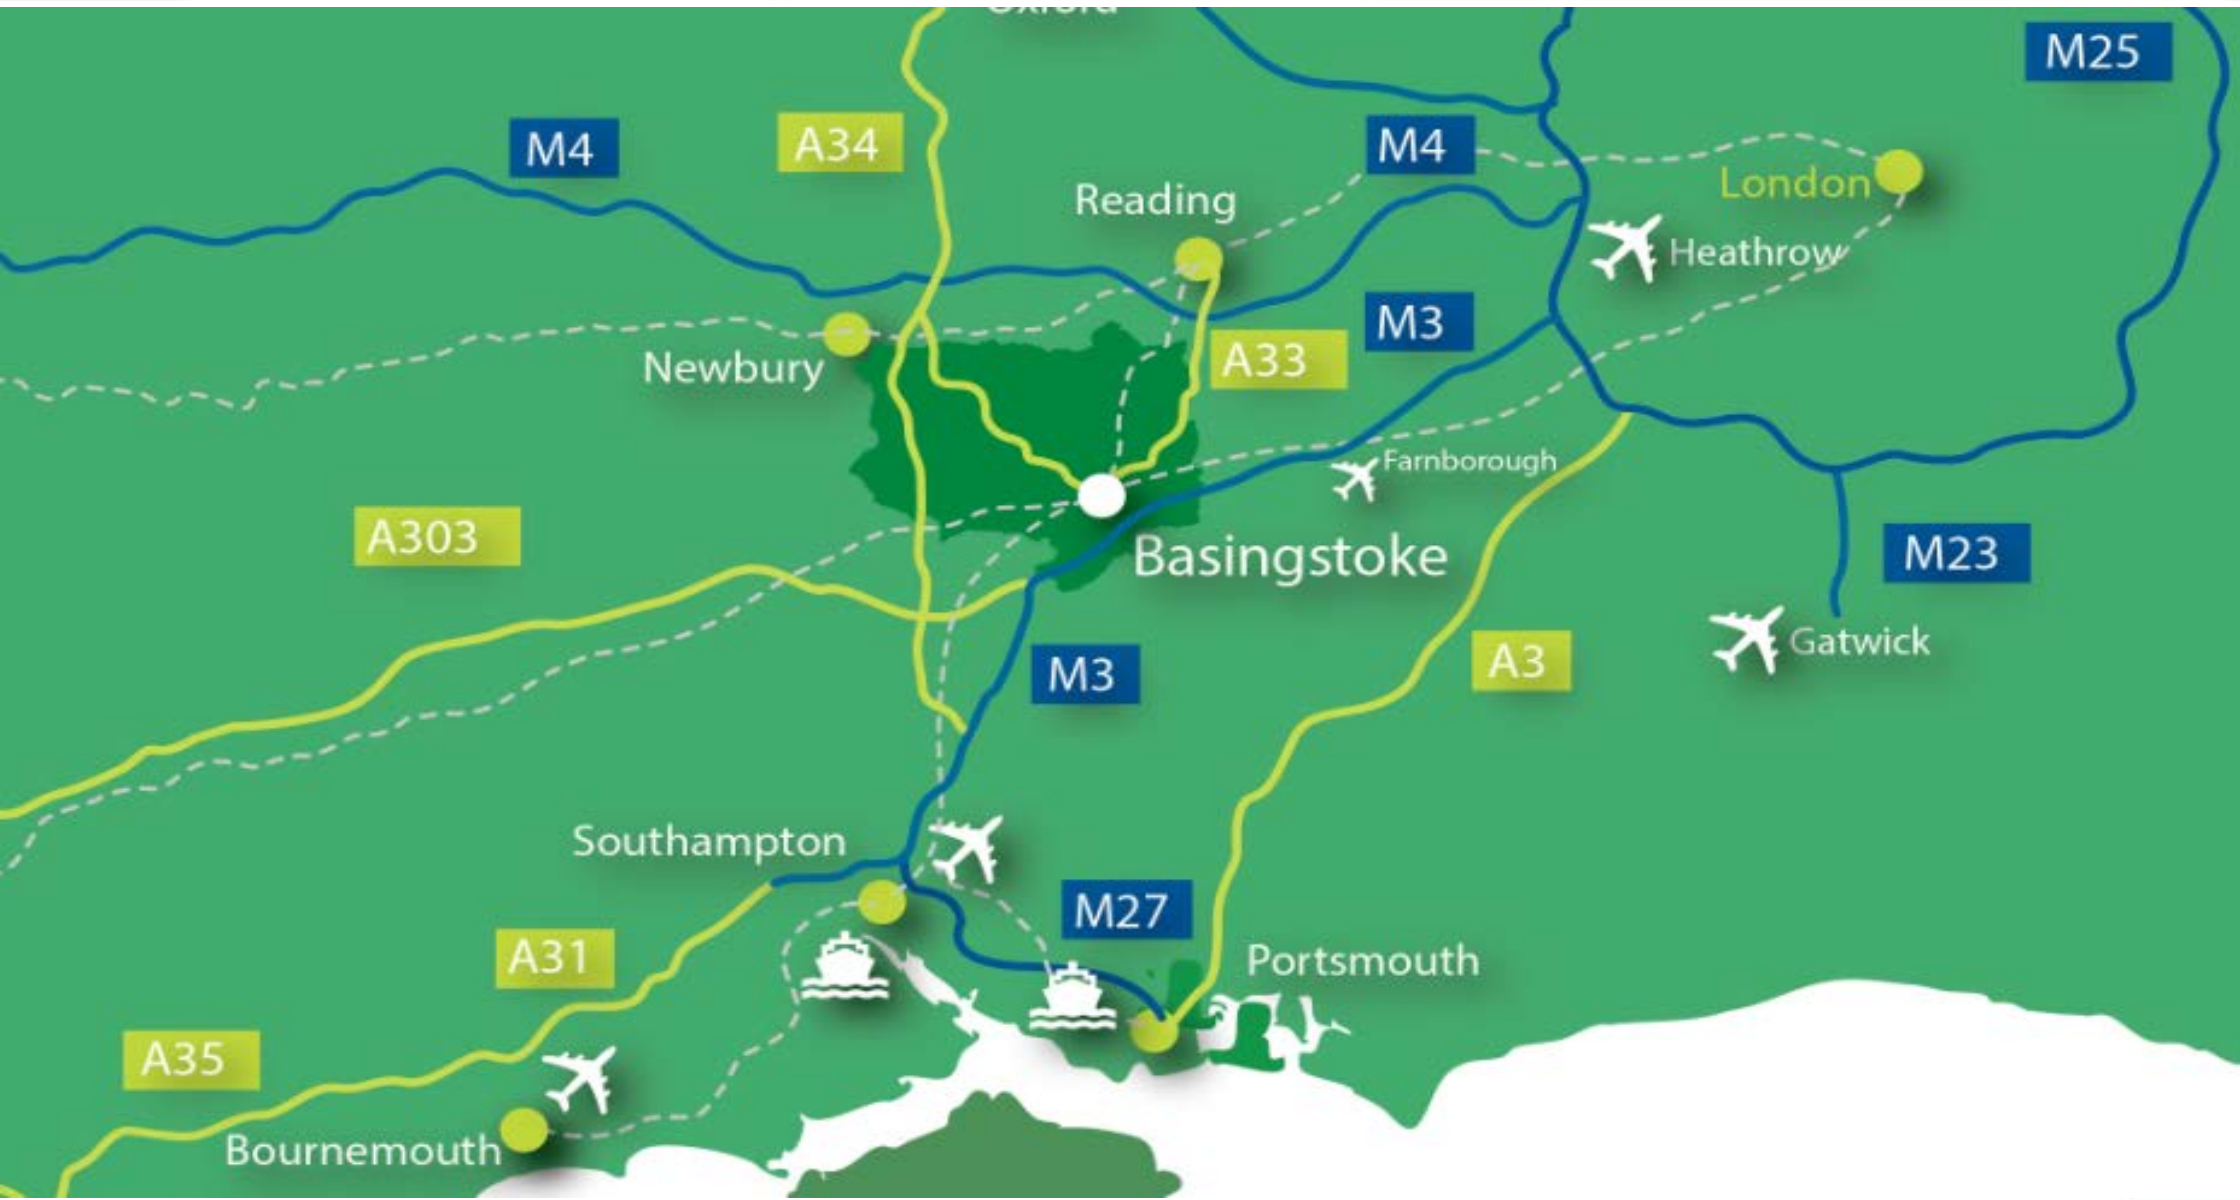 Oxford
M25
M4
A34
M4
Reading
London
Heathrow
M3
A33
Newbury
Farnborough
A303
Basingstoke
M23
Gatwick
A3
M3
Southampton
M27
A31
Portsmouth
A35
Bournemouth